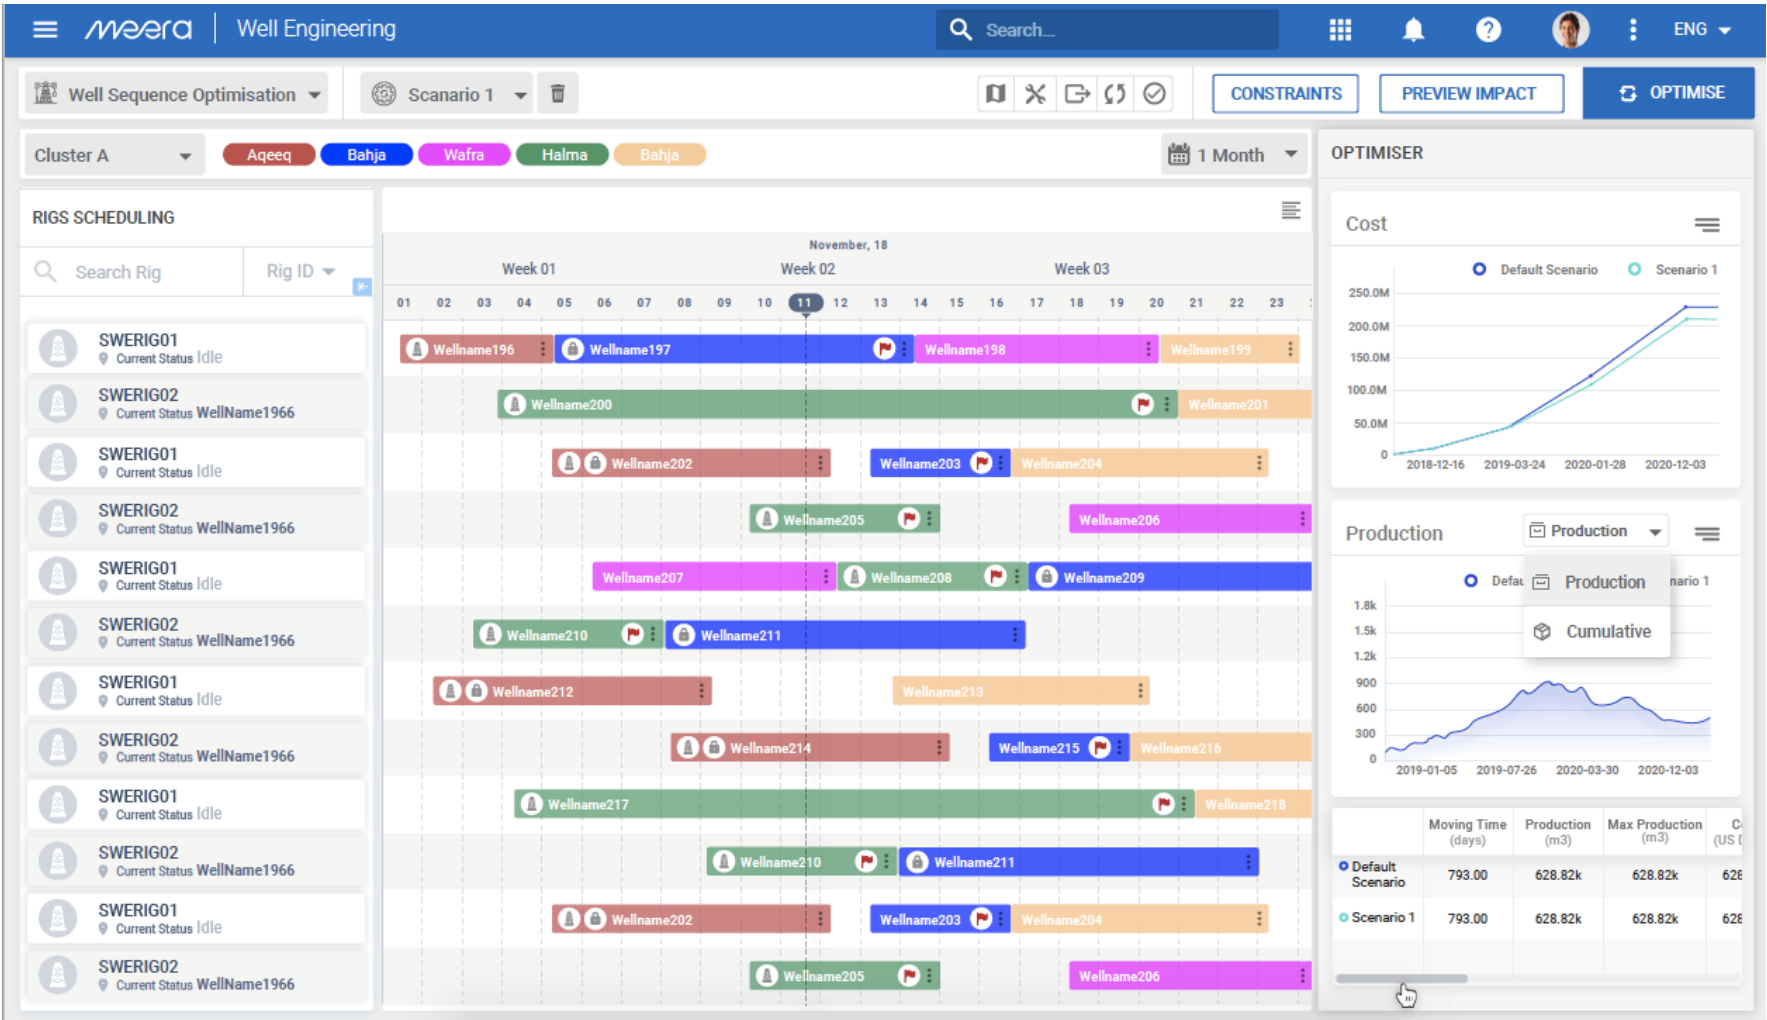 meera
Well Engineering
Search...
ENG
Well Sequence Optimisation
Scanario 1
CONSTRAINTS
PREVIEW IMPACT
OPTIMISE
Cluster A
Aqeeq
Bahja
Wafra
Halma
Bahja
1 Month
OPTIMISER
RIGS SCHEDULING
Search Rig
Rig ID
November, 18
Week 01
Week 02
Week 03
01 02 03 04 05 06 07 08 09 10 11 12 13 14 15 16 17 18 19 20 21 22 23
SWERIG01
Current Status Idle
Wellname196
Wellname197
Wellname198
Wellname199
SWERIG02
Current Status WellName1966
Wellname200
Wellname201
SWERIG01
Current Status Idle
Wellname202
Wellname203
Wellname204
SWERIG02
Current Status WellName1966
Wellname205
Wellname206
SWERIG01
Current Status Idle
Wellname207
Wellname208
Wellname209
SWERIG02
Current Status WellName1966
Wellname210
Wellname211
SWERIG01
Current Status Idle
Wellname212
Wellname213
SWERIG02
Current Status WellName1966
Wellname214
Wellname215
Wellname216
SWERIG01
Current Status Idle
Wellname217
Wellname218
SWERIG02
Current Status WellName1966
Wellname210
Wellname211
SWERIG01
Current Status Idle
Wellname202
Wellname203
Wellname204
SWERIG02
Current Status WellName1966
Wellname205
Wellname206
Cost
Default Scenario
Scenario 1
250.0M
200.0M
150.0M
100.0M
50.0M
0
2018-12-16 2019-03-24 2020-01-28 2020-12-03
Production
Production
Production
Cumulative
Defau
nario 1
1.8k
1.5k
1.2k
900
600
300
0
2019-01-05 2019-07-26 2020-03-30 2020-12-03
Moving Time
(days)
Production
(m3)
Max Production
(m3)
(US
Default
Scenario
793.00 628.82k 628.82k 628
Scenario 1 793.00 628.82k 628.82k 628